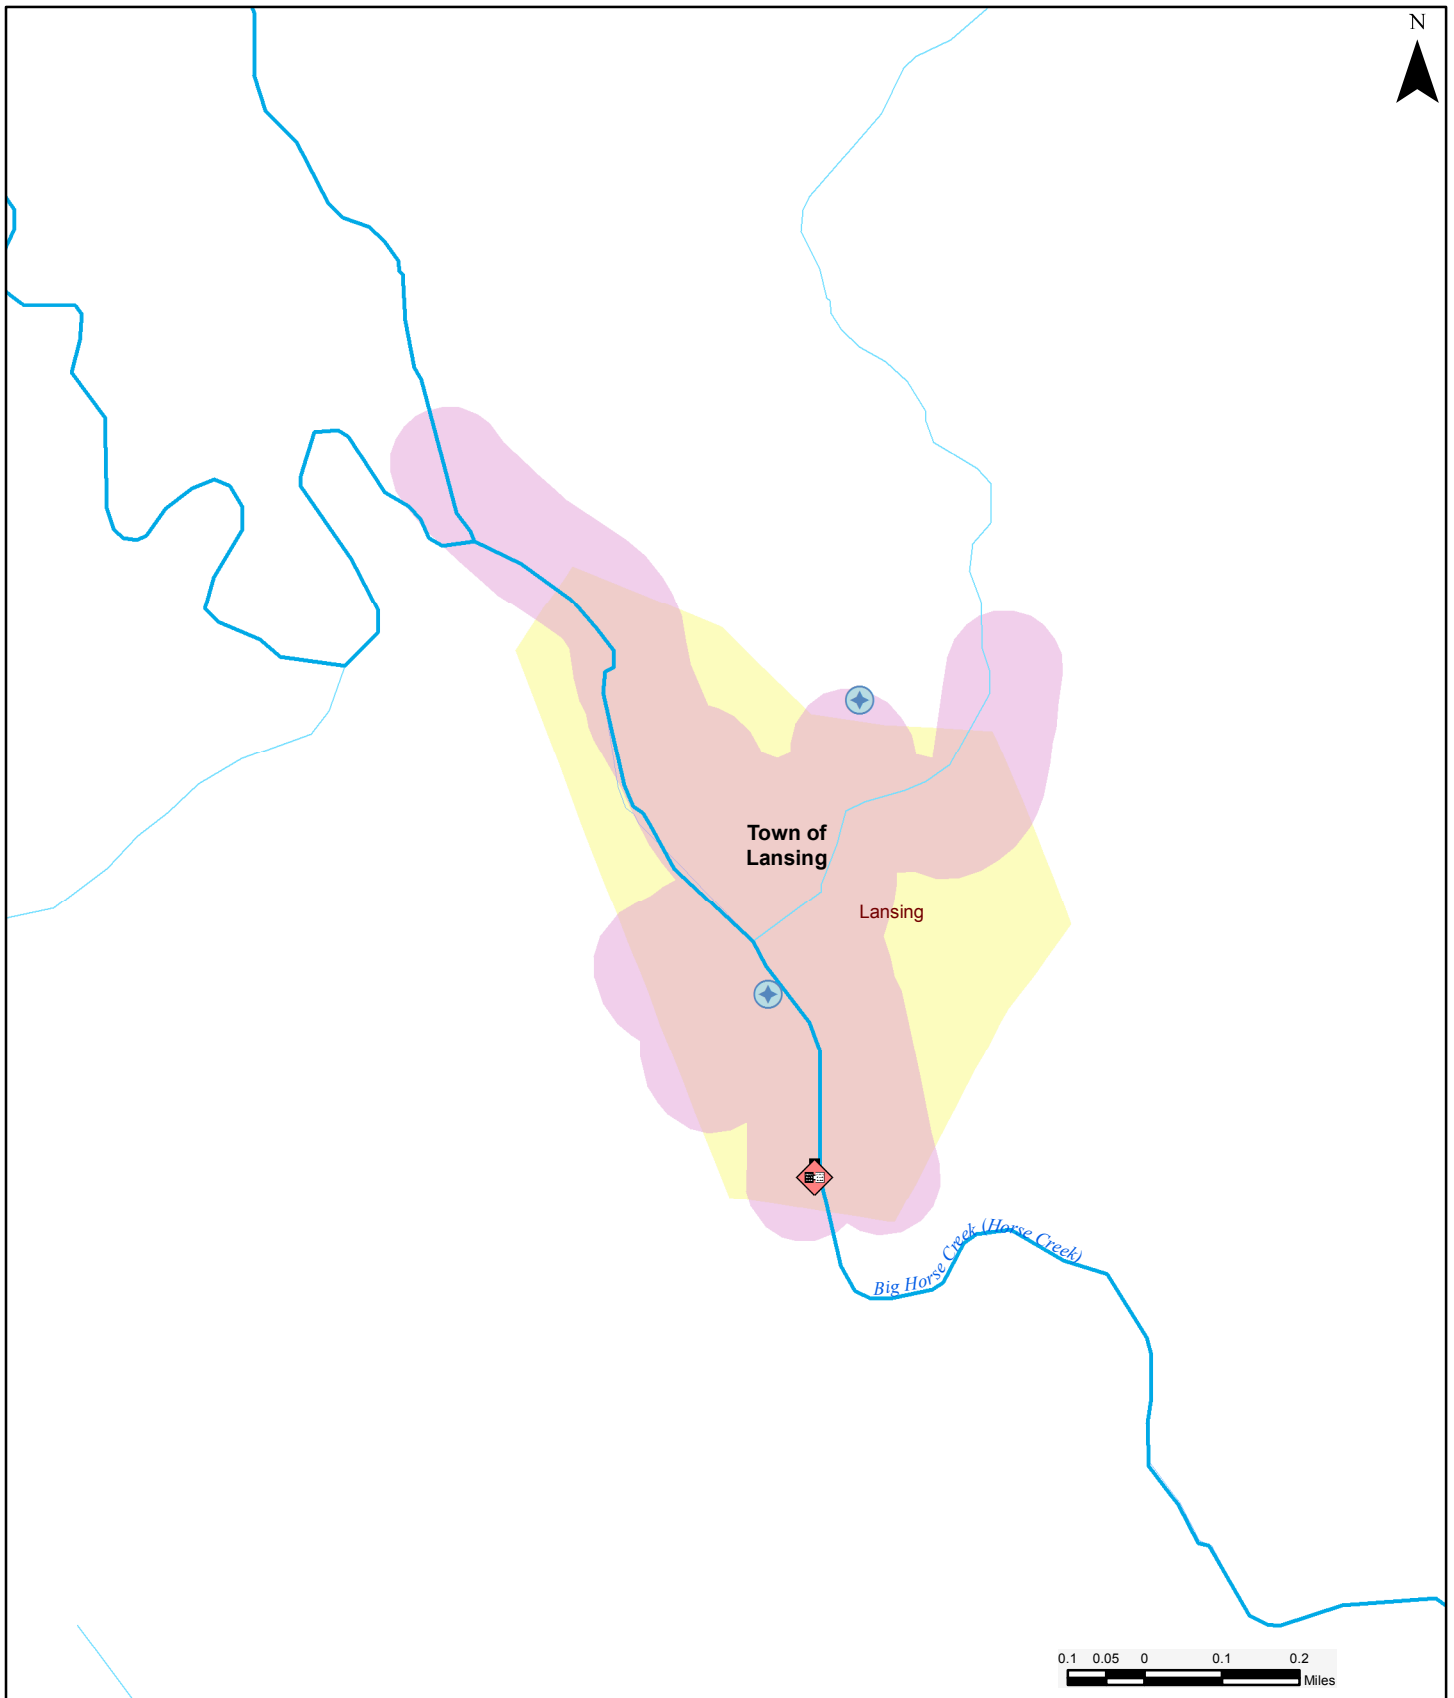 N
Town of
Lansing
Lansing
Big Horse Creek (Horse Creek)
0.1 0.05 0 0.1 0.2
Miles